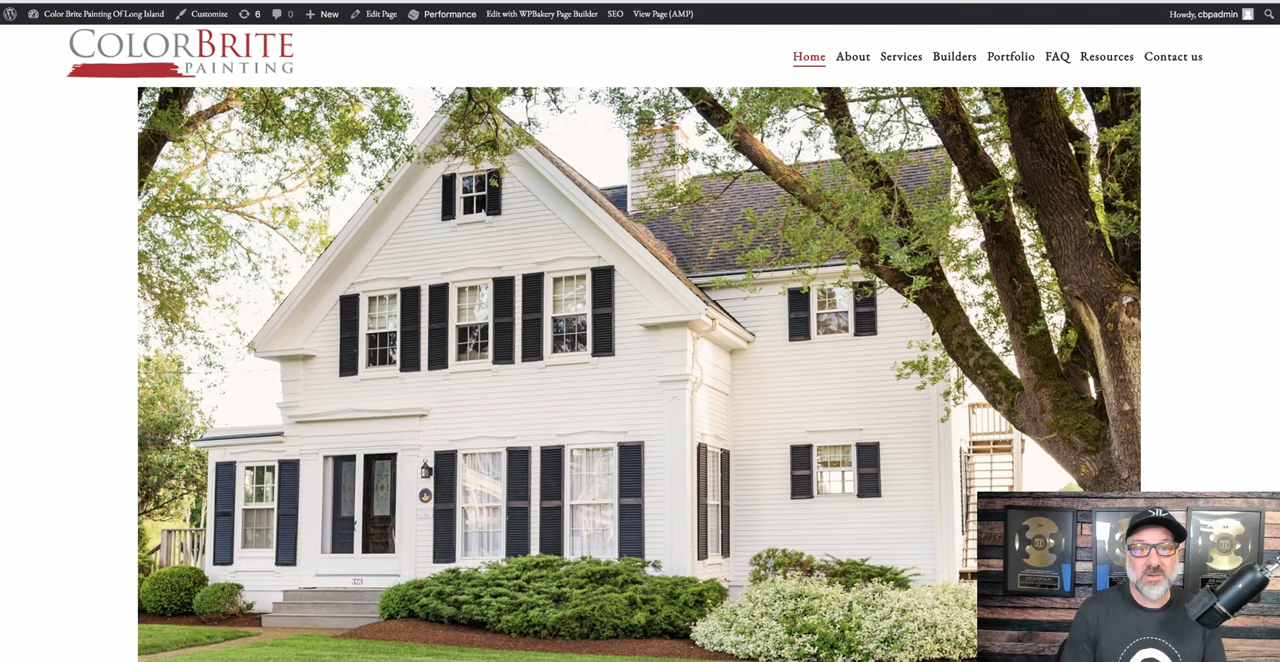 Color Brite Painting Of Long Island Customize 6 0 New Edit Page Performance Edit with WPBakery Page Builder SEO View Page (AMP) Howdy, cbpadmin
COLORBRITE
PAINTING
Home About Services Builders Portfolio FAQ Resources Contact us
323